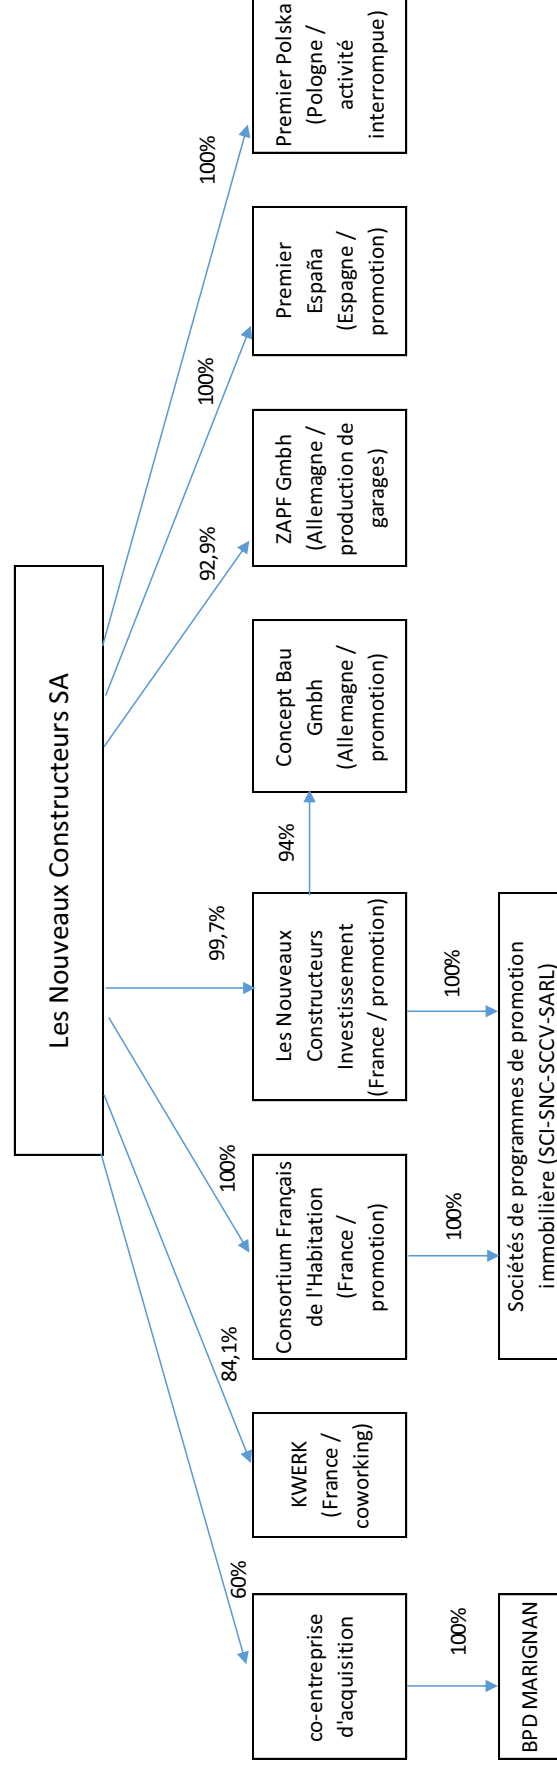 Les Nouveaux Constructeurs SA
60%
84,1%
100%
99,7%
92,9%
100%
100%
co-entreprise
d'acquisition
KWERK
(France /
coworking)
Consortium Français
de l'Habitation
(France /
promotion)
Les Nouveaux
Constructeurs
Investissement
(France / promotion)
94%
Concept Bau
Gmbh
(Allemagne /
promotion)
ZAPF Gmbh
(Allemagne /
production de
garages)
Premier
España
(Espagne /
promotion)
Premier Polska
(Pologne /
activité
interrompue)
100%
100%
100%
BPD MARIGNAN
Sociétés de programmes de promotion
immobilière (SCI-SNC-SCCV-SARL)